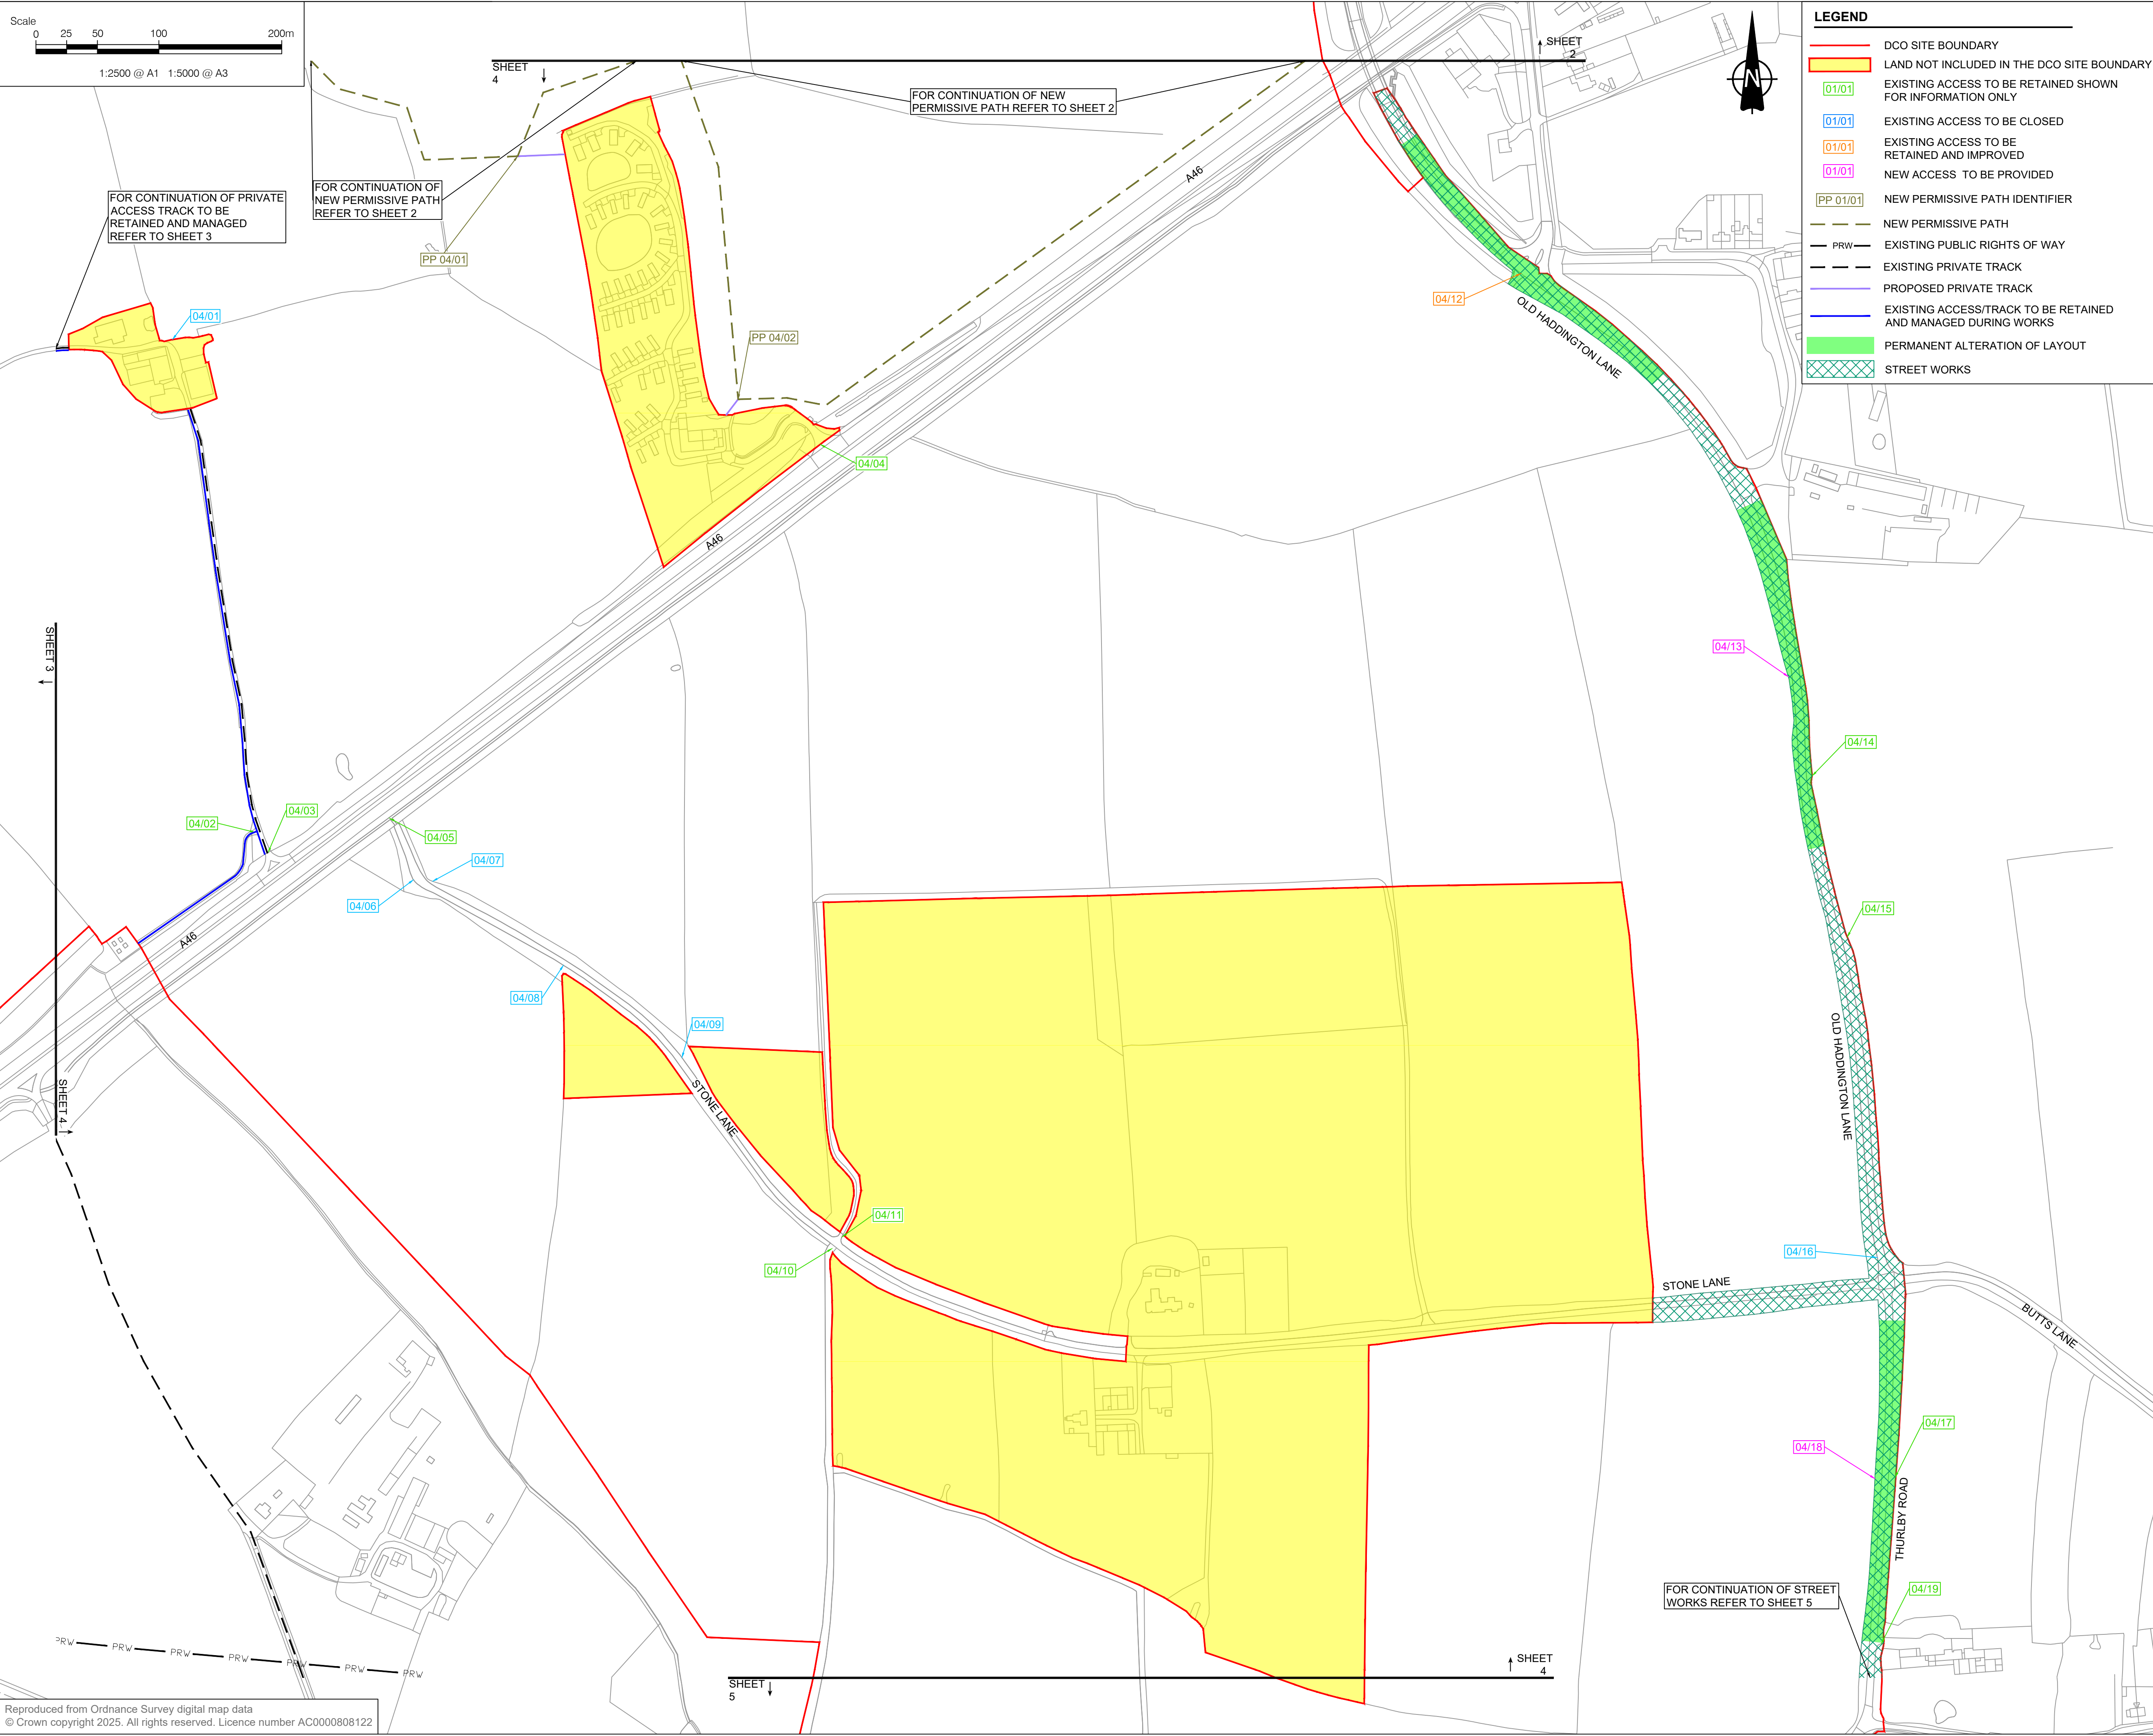 Scale
0 25 50 100 200m
1:2500 @ A1 1:5000 @ A3
SHEET
4
SHEET
2
FOR CONTINUATION OF NEW
PERMISSIVE PATH REFER TO SHEET 2
FOR CONTINUATION OF PRIVATE
ACCESS TRACK TO BE
RETAINED AND MANAGED
REFER TO SHEET 3
FOR CONTINUATION OF
NEW PERMISSIVE PATH
REFER TO SHEET 2
PP 04/01
04/01
PP 04/02
04/04
A46
A46
04/12
OLD HADDINGTON LANE
N
LEGEND
DCO SITE BOUNDARY
LAND NOT INCLUDED IN THE DCO SITE BOUNDARY
01/01 EXISTING ACCESS TO BE RETAINED SHOWN
FOR INFORMATION ONLY
01/01 EXISTING ACCESS TO BE CLOSED
01/01 EXISTING ACCESS TO BE
RETAINED AND IMPROVED
01/01 NEW ACCESS TO BE PROVIDED
PP 01/01 NEW PERMISSIVE PATH IDENTIFIER
NEW PERMISSIVE PATH
PRW EXISTING PUBLIC RIGHTS OF WAY
EXISTING PRIVATE TRACK
PROPOSED PRIVATE TRACK
EXISTING ACCESS/TRACK TO BE RETAINED
AND MANAGED DURING WORKS
PERMANENT ALTERATION OF LAYOUT
STREET WORKS
SHEET 3
04/13
04/14
04/02
04/03
04/05
04/07
04/06
04/15
A46
04/08
04/09
SHEET 4
STONE LANE
OLD HADDINGTON LANE
04/11
04/10
04/16
STONE LANE
BUTTS LANE
04/17
04/18
THURLBY ROAD
FOR CONTINUATION OF STREET
WORKS REFER TO SHEET 5
04/19
PRW PRW PRW PRW PRW PRW PRW
SHEET
5
SHEET
4
Reproduced from Ordnance Survey digital map data
© Crown copyright 2025. All rights reserved. Licence number AC0000808122